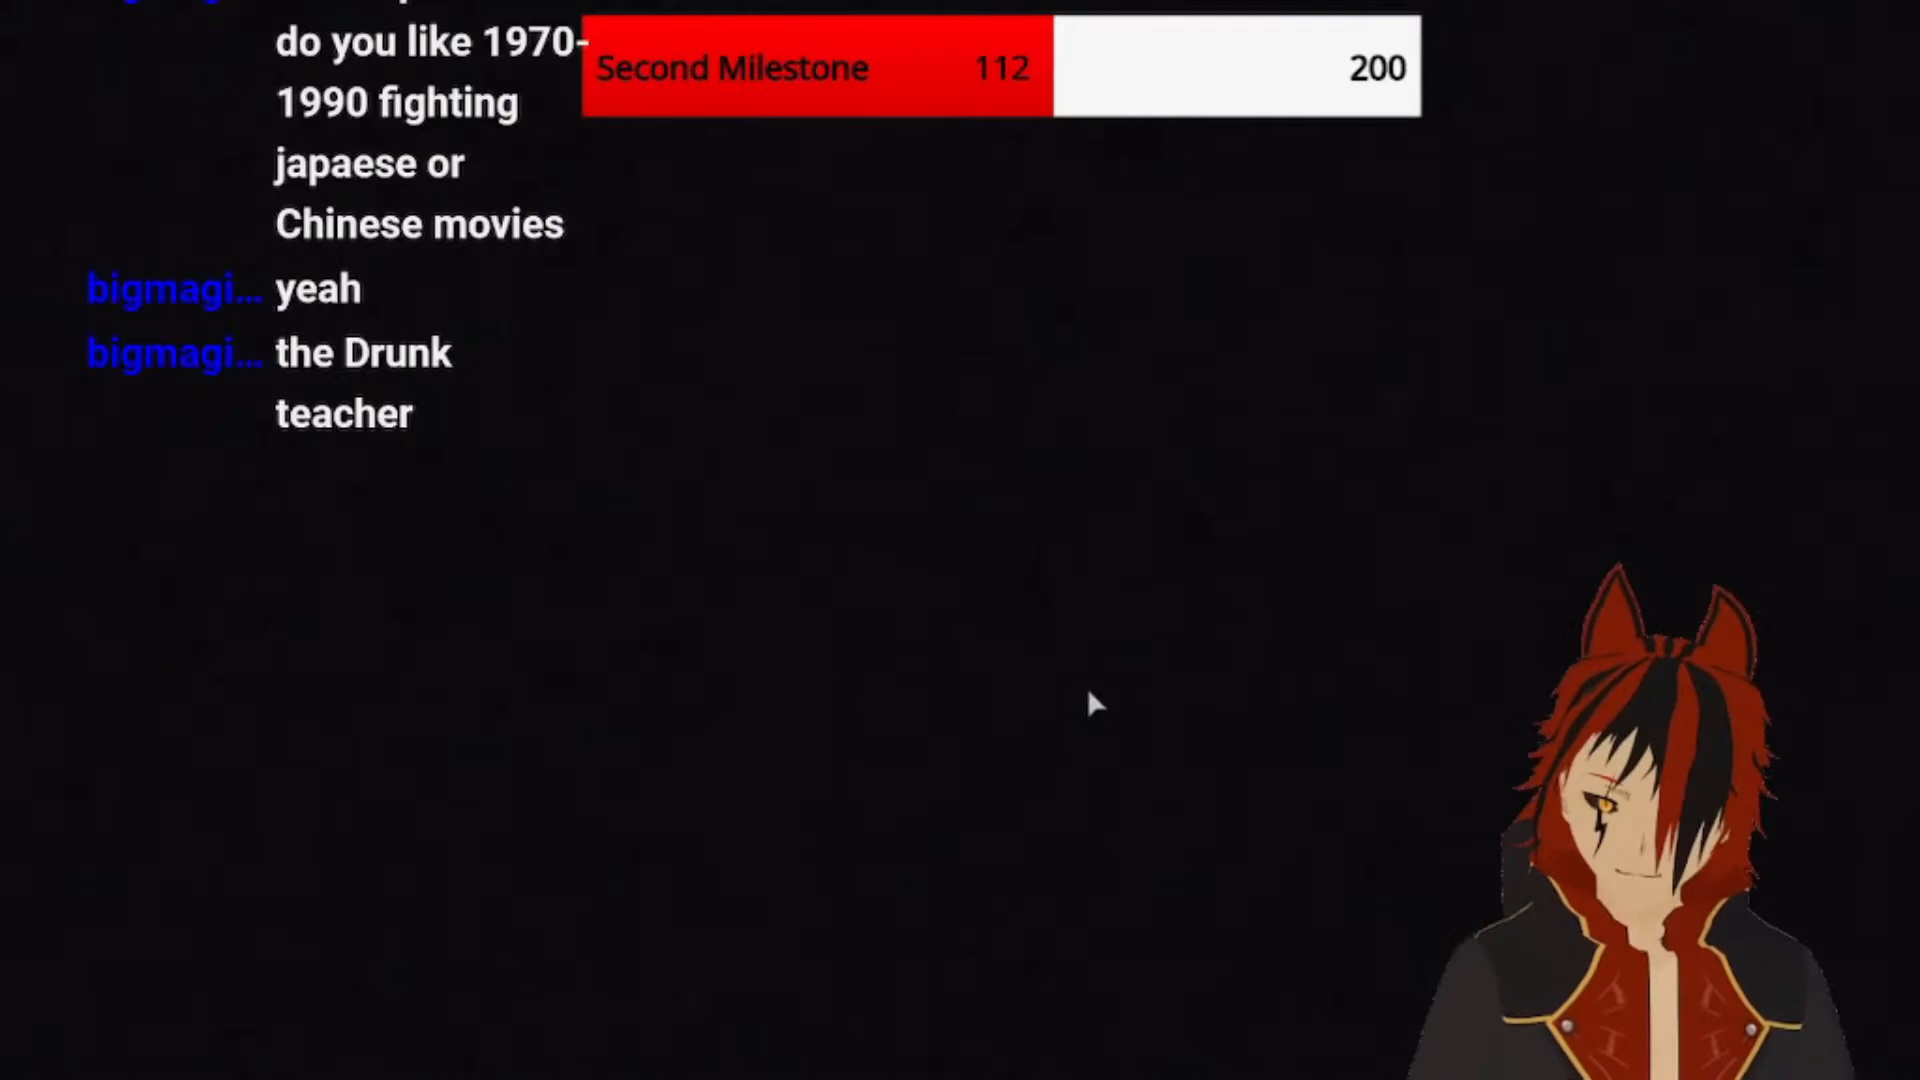 do you like 1970-
1990 fighting
japaese or
Chinese movies
bigmagi... yeah
bigmagi... the Drunk
teacher
Second Milestone 112 200